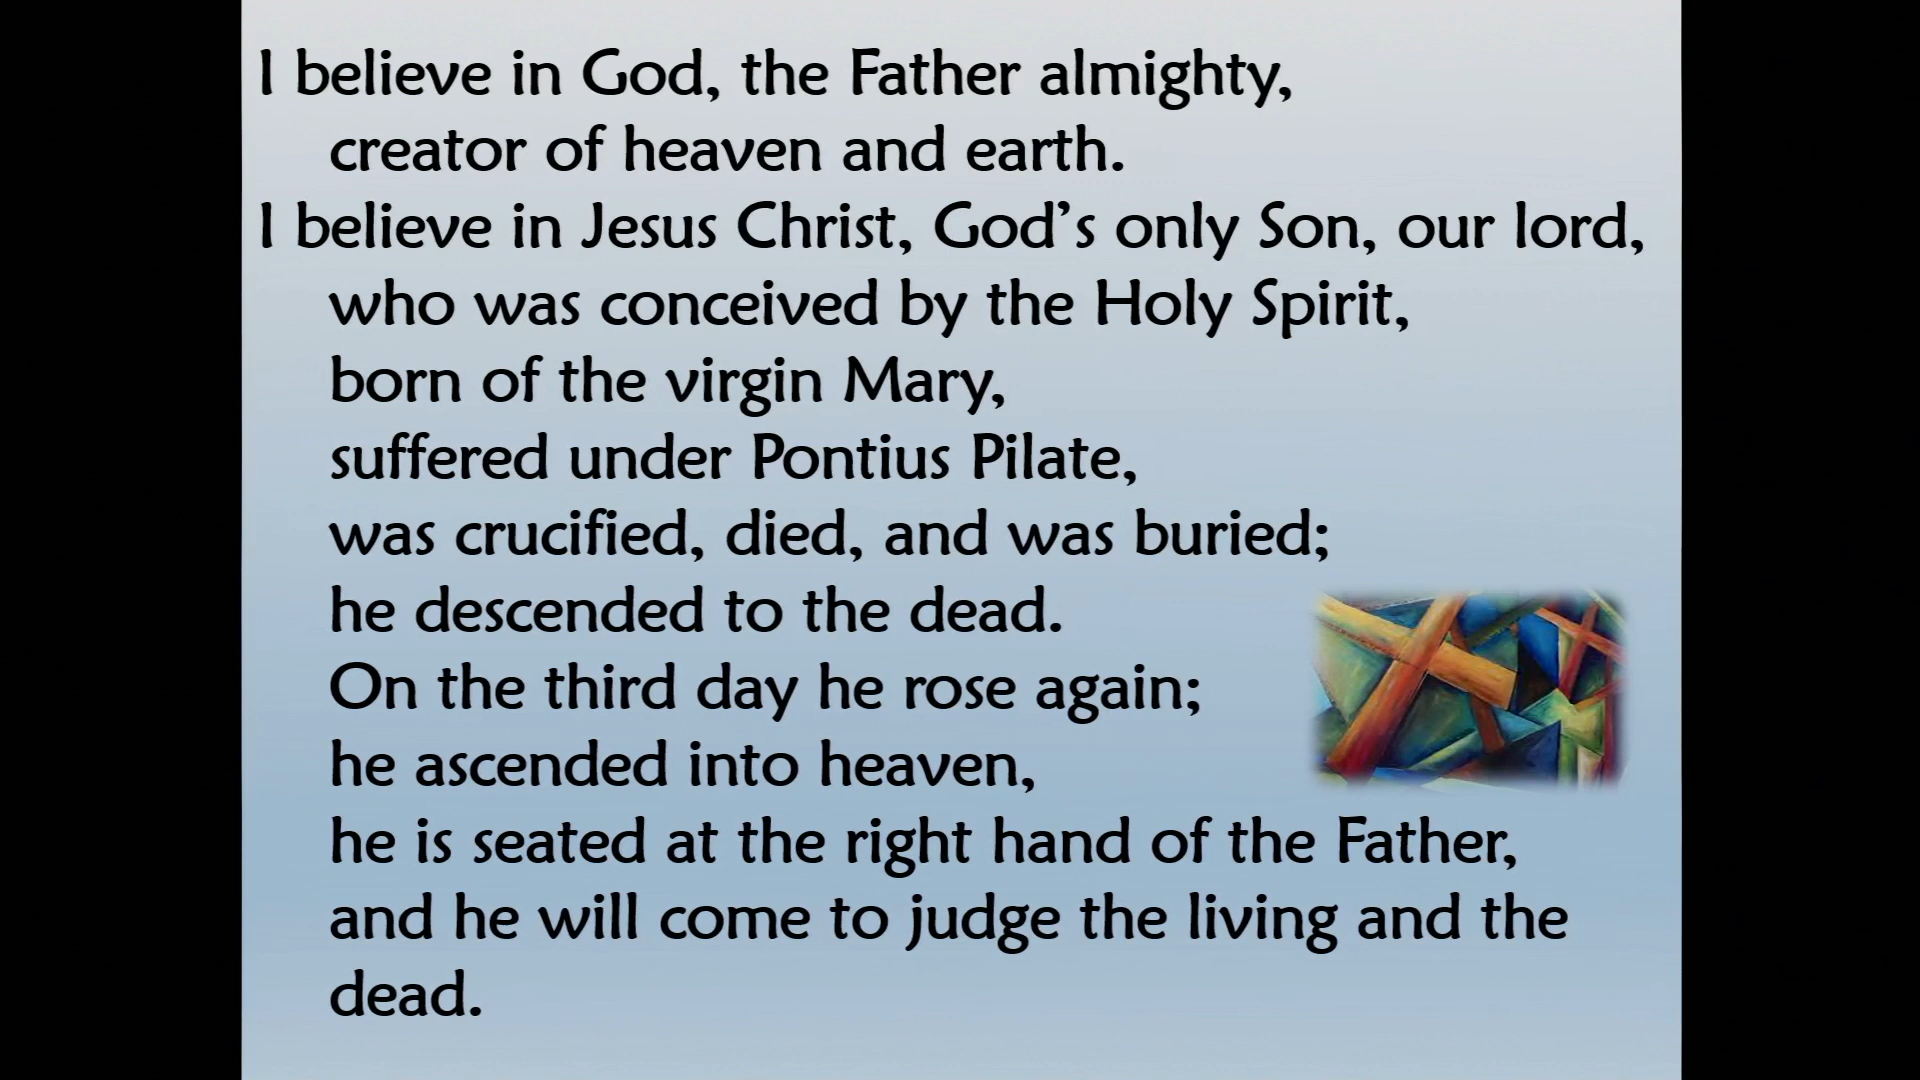 I believe in God, the Father almighty,
creator of heaven and earth.
I believe in Jesus Christ, God’s only Son, our lord,
who was conceived by the Holy Spirit,
born of the virgin Mary,
suffered under Pontius Pilate,
was crucified, died, and was buried;
he descended to the dead.
On the third day he rose again;
he ascended into heaven,
he is seated at the right hand of the Father,
and he will come to judge the living and the
dead.